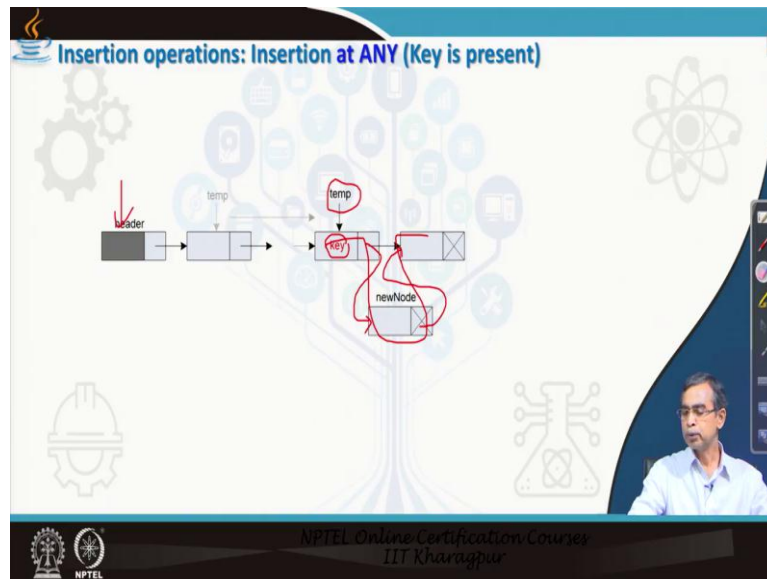 Insertion operations: Insertion at ANY (Key is present)
temp
temp
header
key
newNode
NPTEL Online Certification Courses
IIT Kharagpur
NPTEL